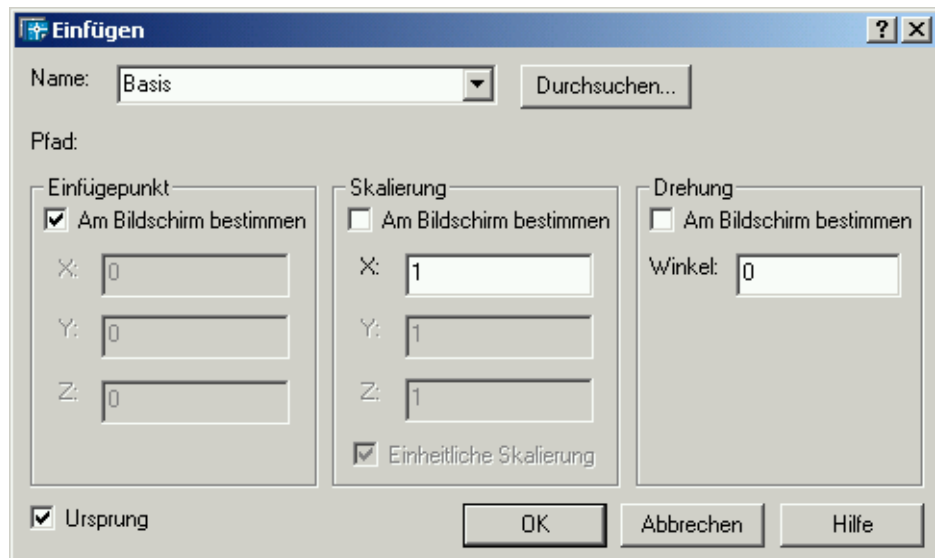 Einfügen
Name: Basis Durchsuchen...
Pfad:
Einfügepunkt
Am Bildschirm bestimmen
X: 0
Y: 0
Z: 0
Skalierung
Am Bildschirm bestimmen
X: 1
Y: 1
Z: 1
Einheitliche Skalierung
Drehung
Am Bildschirm bestimmen
Winkel: 0
Ursprung
OK Abbrechen Hilfe